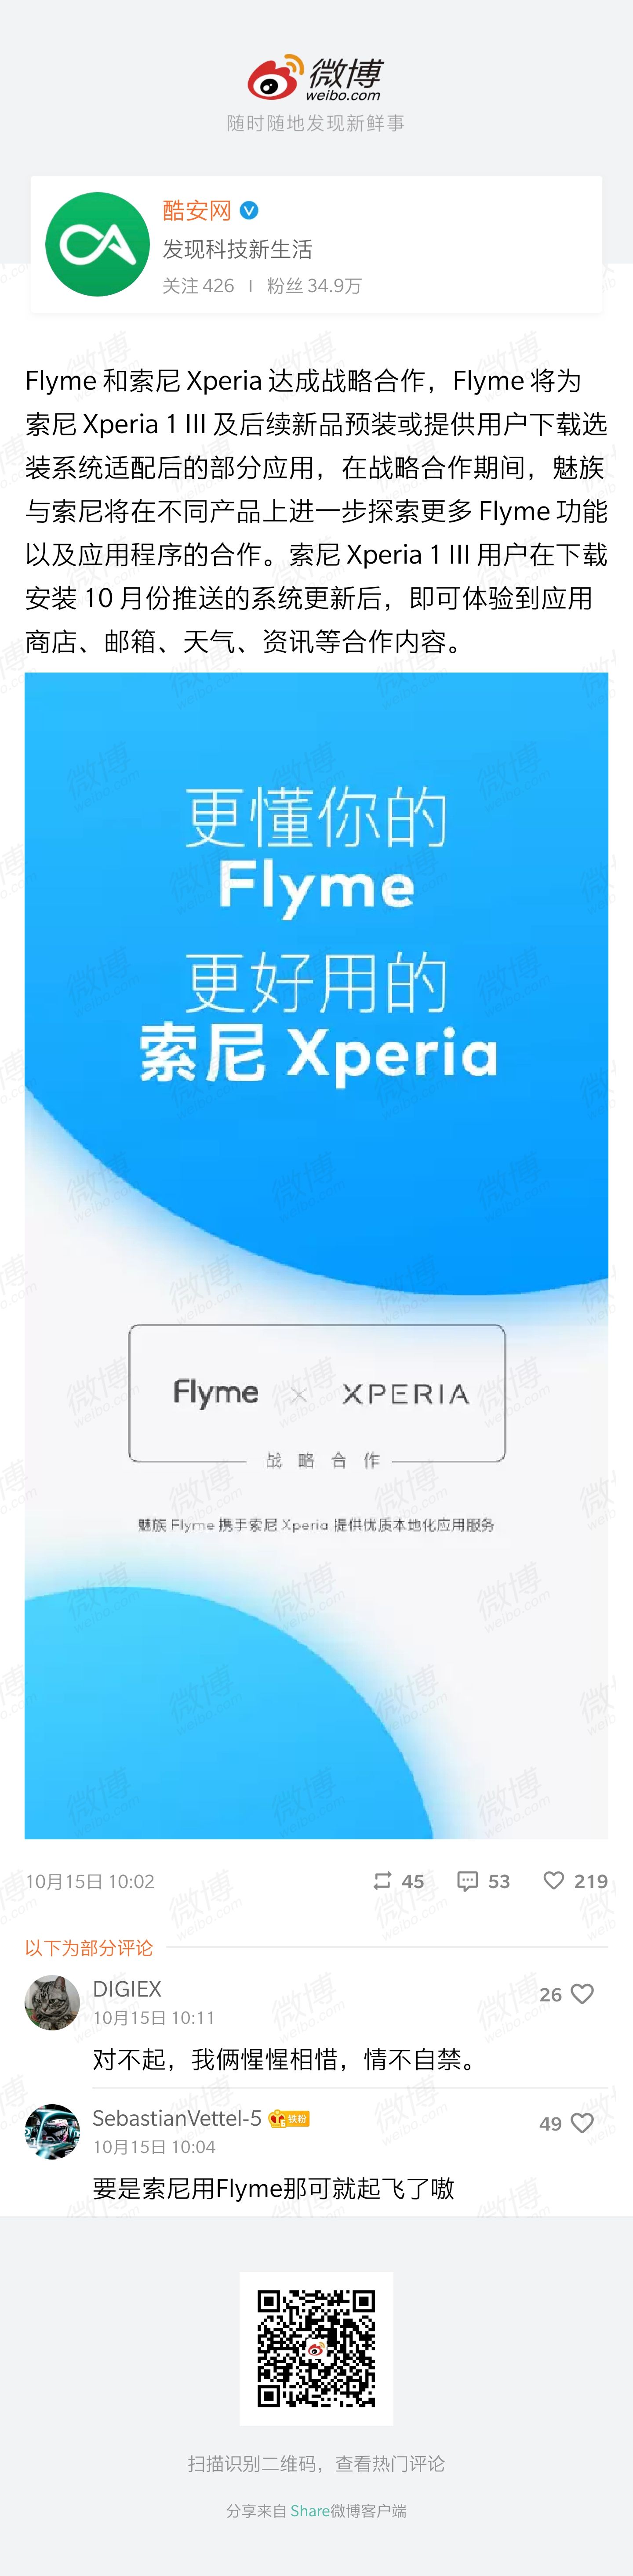 微博
weibo.com
随时随地发现新鲜事
酷安网
发现科技新生活
关注 426 | 粉丝 34.9万
Flyme 和索尼 Xperia 达成战略合作，Flyme 将为
索尼 Xperia 1 III 及后续新品预装或提供用户下载选
装系统适配后的部分应用，在战略合作期间，魅族
与索尼将在不同产品上进一步探索更多 Flyme 功能
以及应用程序的合作。索尼 Xperia 1 III 用户在下载
安装 10 月份推送的系统更新后，即可体验到应用
商店、邮箱、天气、资讯等合作内容。
更懂你的
Flyme
更好用的
索尼 Xperia
Flyme × XPERIA
战略合作
魅族 Flyme 携手索尼 Xperia 提供优质本地化应用服务
10月15日 10:02 45 53 219
以下为部分评论
DIGIEX 26
10月15日 10:11
对不起，我俩惺惺相惜，情不自禁。
SebastianVettel-5 铁粉 49
10月15日 10:04
要是索尼用Flyme那可就起飞了嗷
扫描识别二维码，查看热门评论
分享来自 Share微博客户端